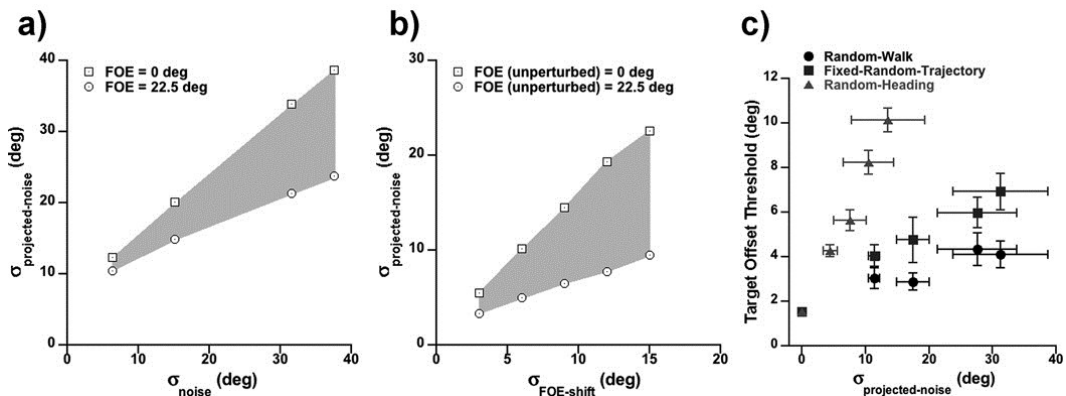 a)
FOE = 0 deg
FOE = 22.5 deg
40
30
20
10
0
σprojected-noise (deg)
0 10 20 30 40
σnoise (deg)
b)
FOE (unperturbed) = 0 deg
FOE (unperturbed) = 22.5 deg
30
20
10
0
σprojected-noise (deg)
0 5 10 15 20
σFOE-shift (deg)
c)
Random-Walk
Fixed-Random-Trajectory
Random-Heading
12
10
8
6
4
2
0
Target Offset Threshold (deg)
0 10 20 30 40
σprojected-noise (deg)